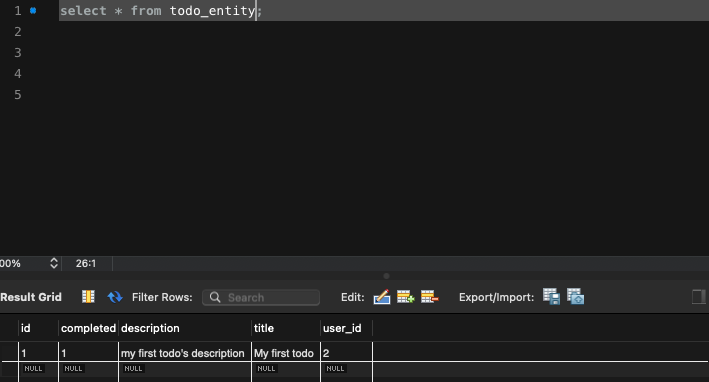 1 select * from todo_entity;
2
3
4
5
00% 26:1
Result Grid Filter Rows: Search Edit: Export/Import:
id completed description title user_id
1 1 my first todo's description My first todo 2
NULL NULL NULL NULL NULL